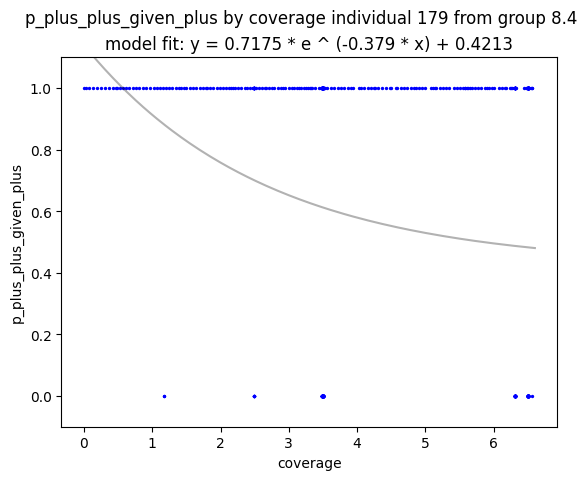 p_plus_plus_given_plus by coverage individual 179 from group 8.4
model fit: y = 0.7175 * e ^ (-0.379 * x) + 0.4213
1.0
0.8
0.6
0.4
0.2
0.0
p_plus_plus_given_plus
0 1 2 3 4 5 6
coverage